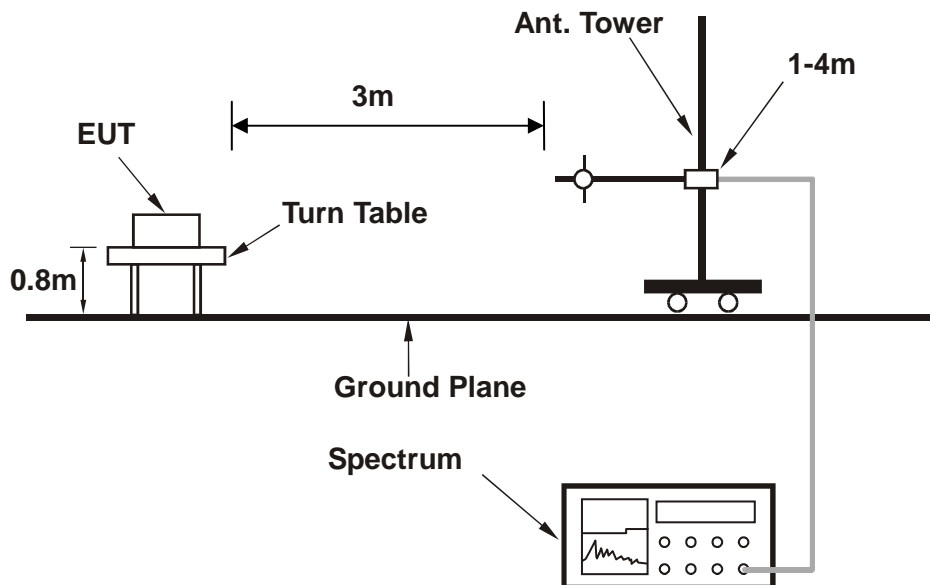 Ant. Tower
1-4m
3m
EUT
Turn Table
0.8m
Ground Plane
Spectrum